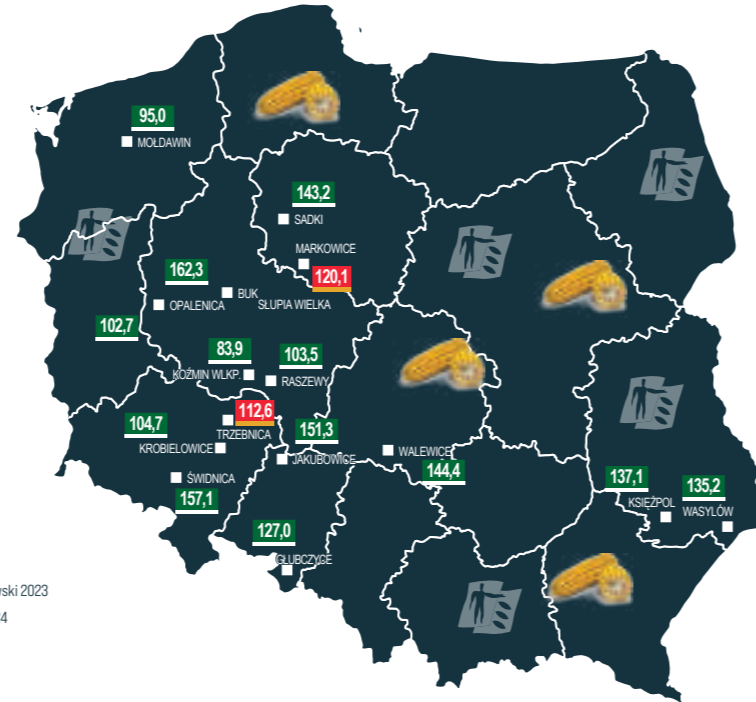 95,0
MOŁDAWIN
143,2
SADKI
MARKOWICE
120,1
162,3
BUK
OPALENICA
SŁUPIA WIELKA
102,7
83,9
103,5
KOŹMIN WLKP.
RASZEWY
112,6
TRZEBNICA
104,7
151,3
KROBIELOWICE
JAKUBOWICE
WALEWICE
144,4
ŚWIDNICA
157,1
137,1
135,2
KSIĘŻPOL
WASYLÓW
127,0
GŁUBCZYCE
ski 2023
4